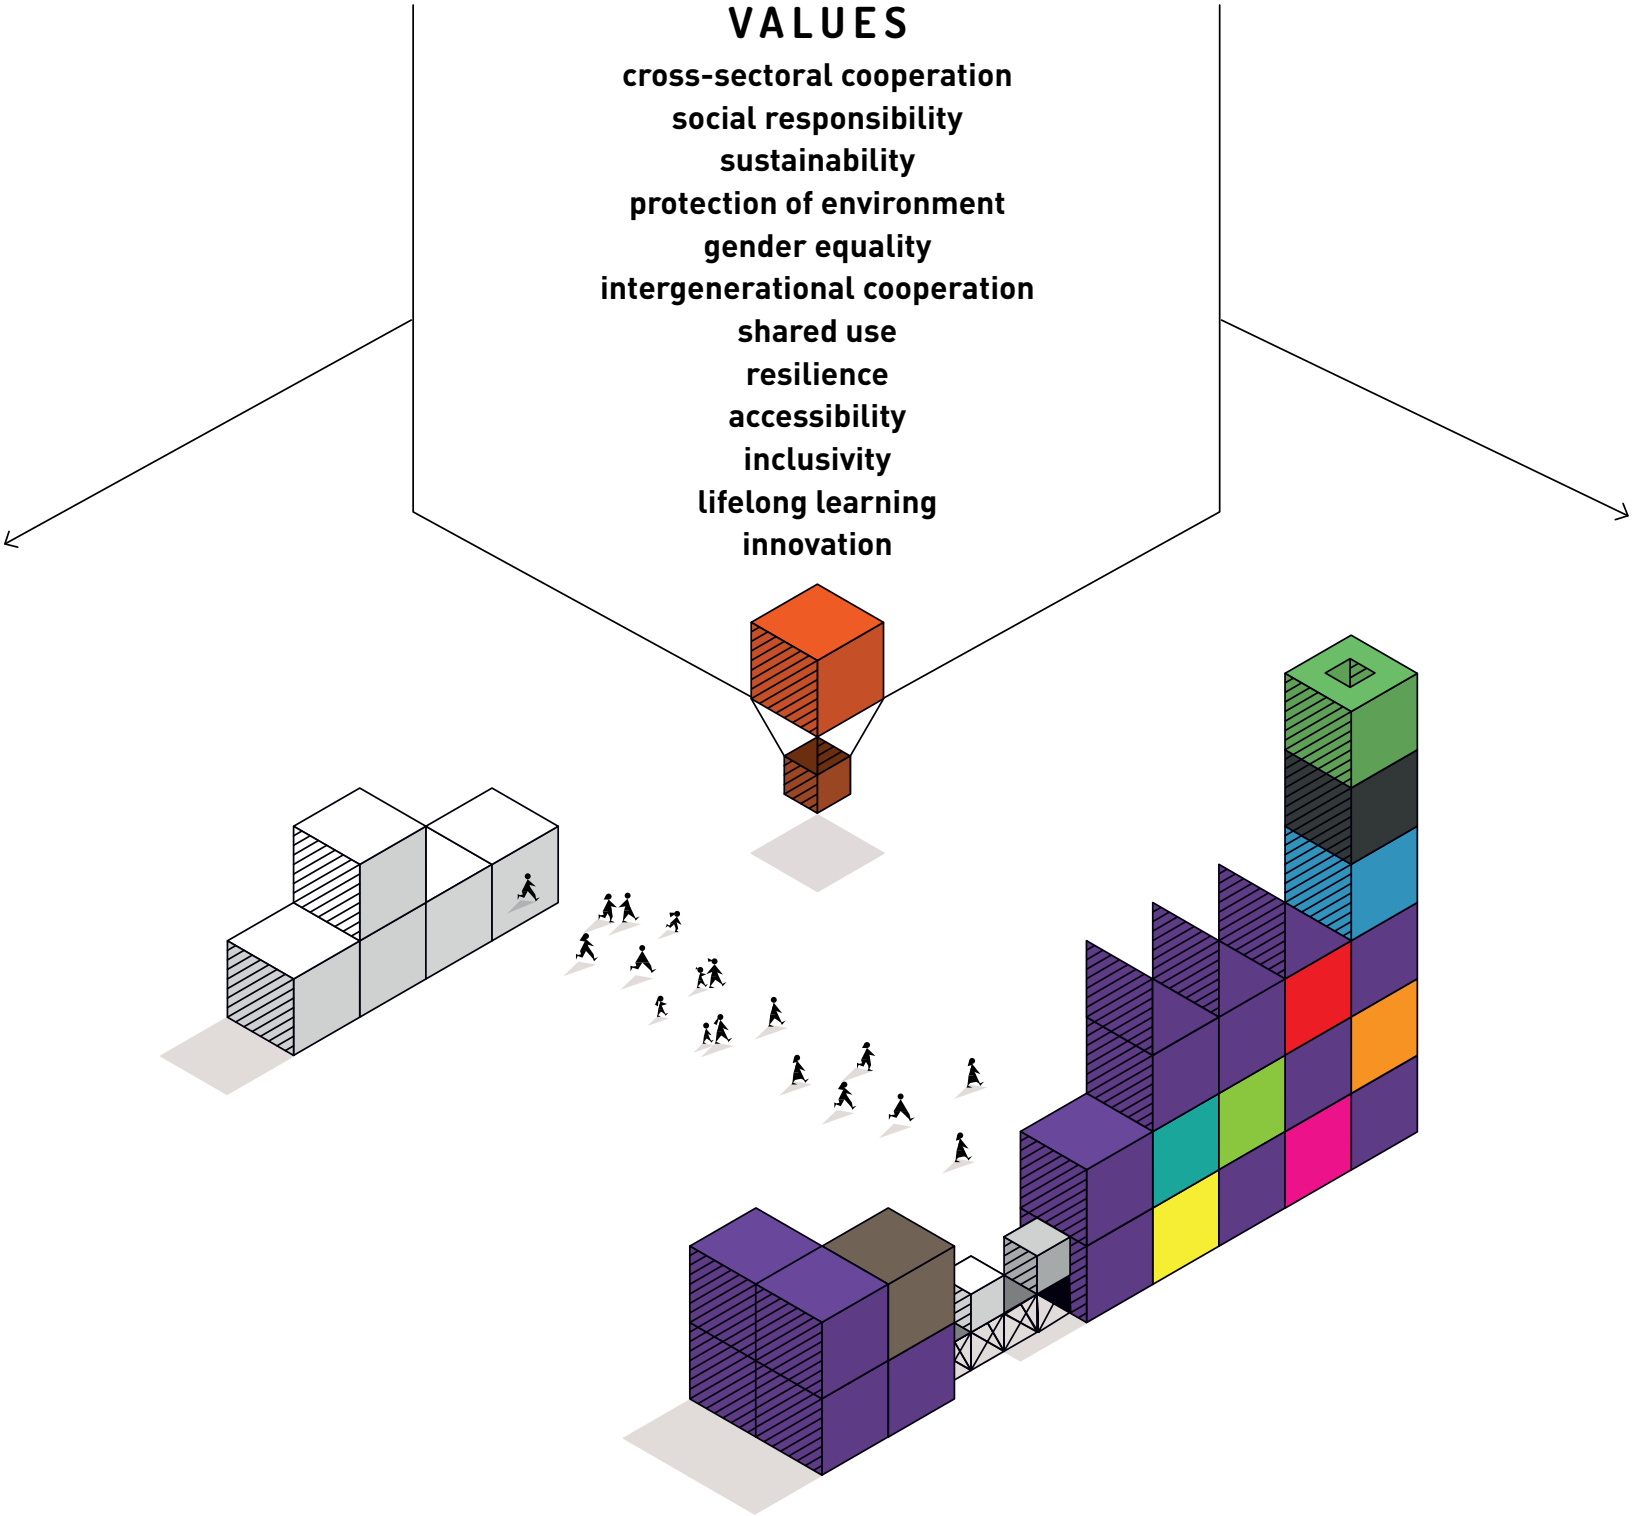 VALUES
cross-sectoral cooperation
social responsibility
sustainability
protection of environment
gender equality
intergenerational cooperation
shared use
resilience
accessibility
inclusivity
lifelong learning
innovation